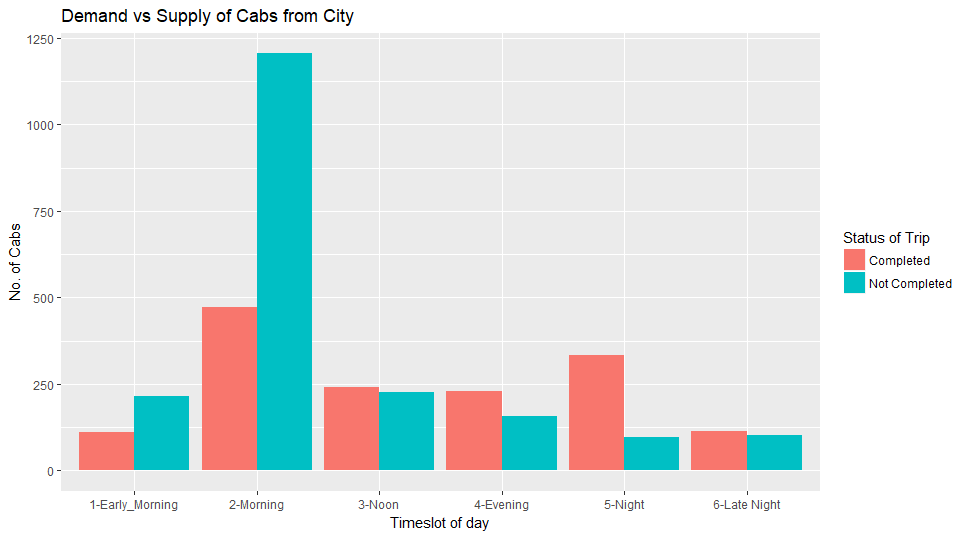 Demand vs Supply of Cabs from City
1250
1000
750
500
250
0
No. of Cabs
1-Early_Morning
2-Morning
3-Noon
4-Evening
5-Night
6-Late Night
Timeslot of day
Status of Trip
Completed
Not Completed